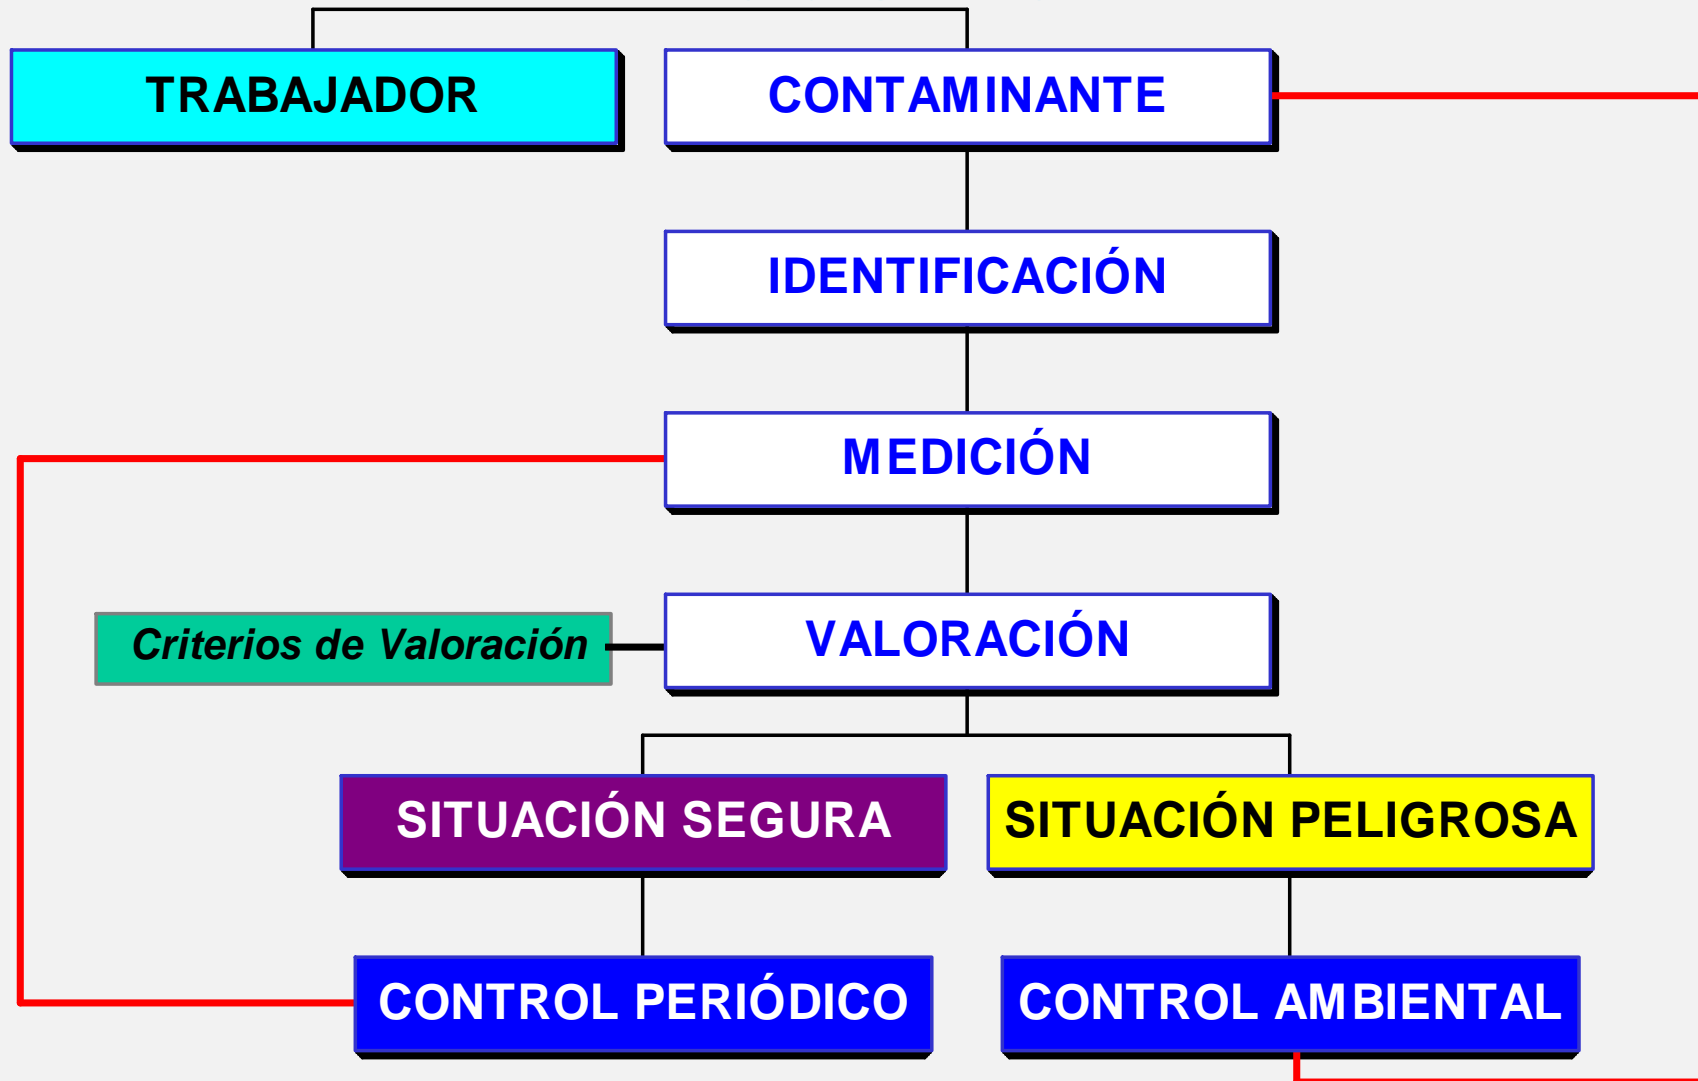 TRABAJADOR
CONTAMINANTE
IDENTIFICACIÓN
MEDICIÓN
Criterios de Valoración
VALORACIÓN
SITUACIÓN SEGURA
SITUACIÓN PELIGROSA
CONTROL PERIÓDICO
CONTROL AMBIENTAL